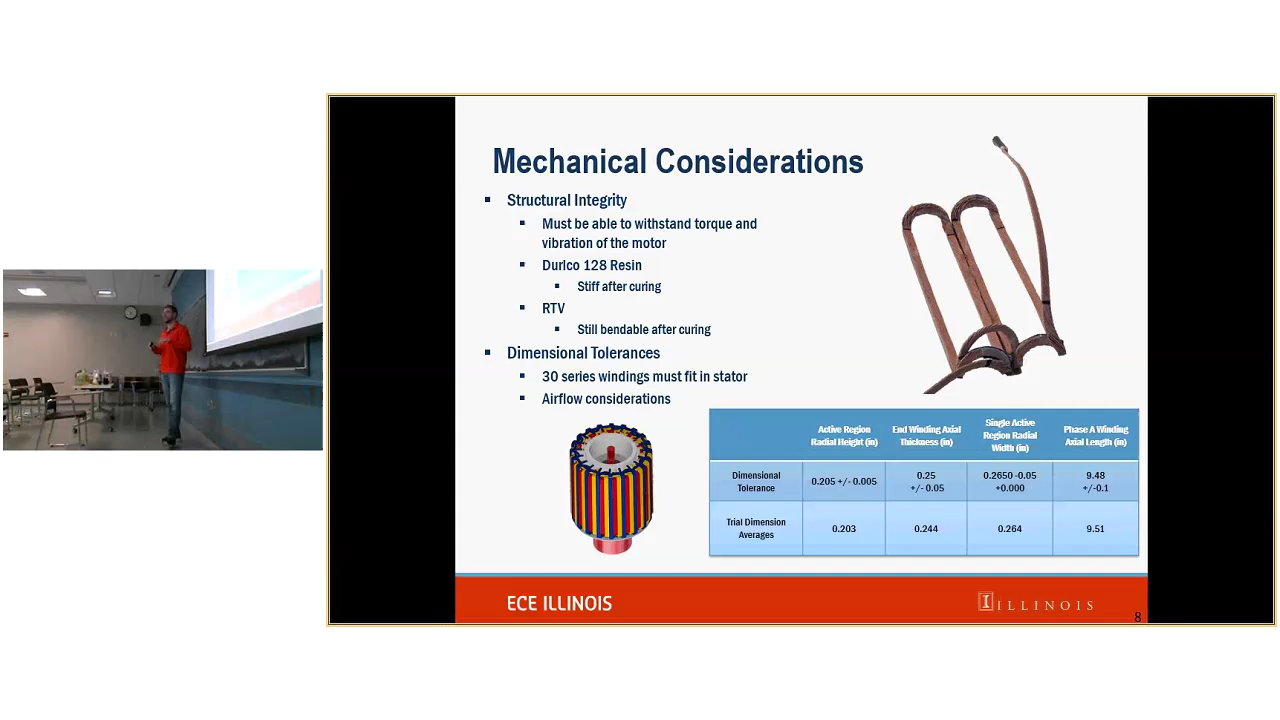 Mechanical Considerations
Structural Integrity
Must be able to withstand torque and
vibration of the motor
Durlco 128 Resin
Stiff after curing
RTV
Still bendable after curing
Dimensional Tolerances
30 series windings must fit in stator
Airflow considerations
Active Region
Radial Height (in)
End Winding Axial
Thickness (in)
Single Active
Region Radial
Width (in)
Phase A Winding
Axial Length (in)
Dimensional
Tolerance
0.205 +/- 0.005
0.25
+/- 0.05
0.2650 -0.05
+0.000
9.48
+/-0.1
Trial Dimension
Averages
0.203
0.244
0.264
9.51
ECE ILLINOIS
I ILLINOIS
8